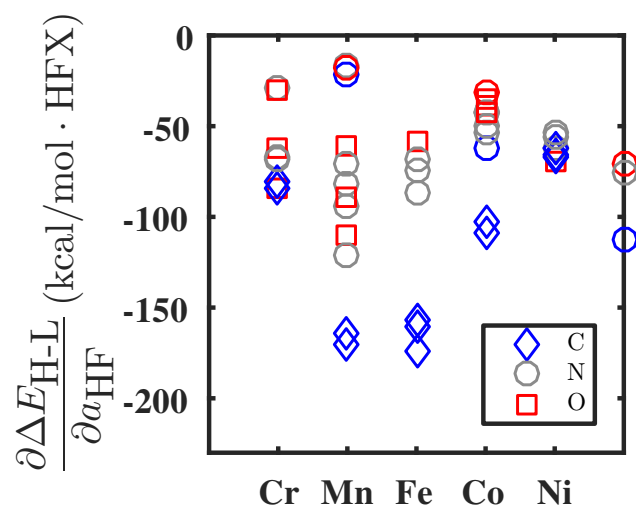 ∂ΔE_H-L
∂a_HF
(kcal/mol · HFX)
0
-50
-100
-150
-200
Cr Mn Fe Co Ni
C
N
O